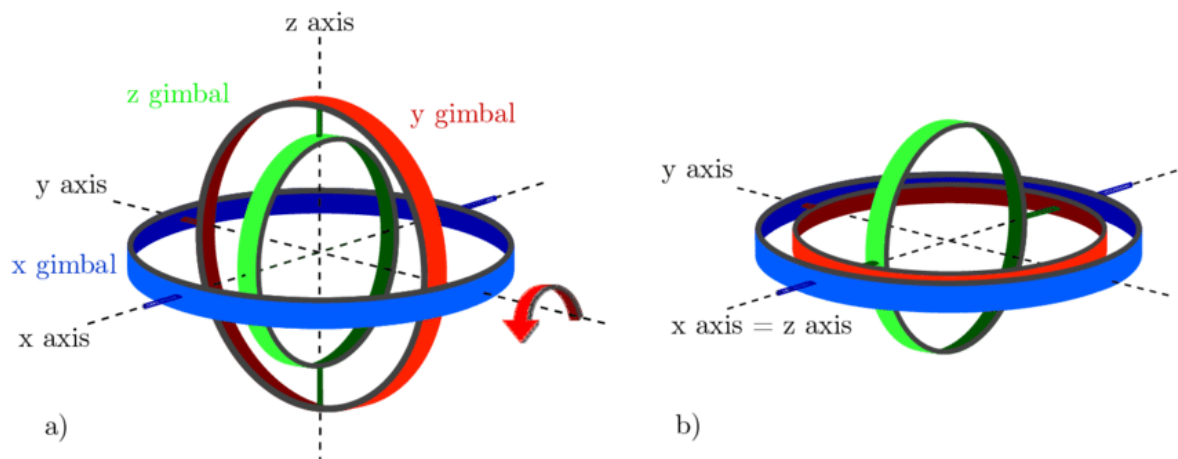 z axis
z gimbal
y gimbal
y axis
x gimbal
x axis
a)
y axis
x axis = z axis
b)